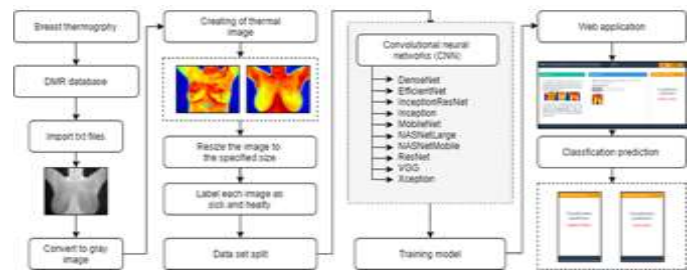 Breast thermogrphy
DMR database
Import txt files
Convert to gray
image
Creating of thermal
image
Resize the image to
the specified size
Label each image as
sick and healty
Data set split
Convolutional neural
networks (CNN)
DenseNet
EfficientNet
InceptionResNet
Inception
MobileNet
NASNetLarge
NASNetMobile
ResNet
VGG
Xception
Training model
Web application
Classification prediction